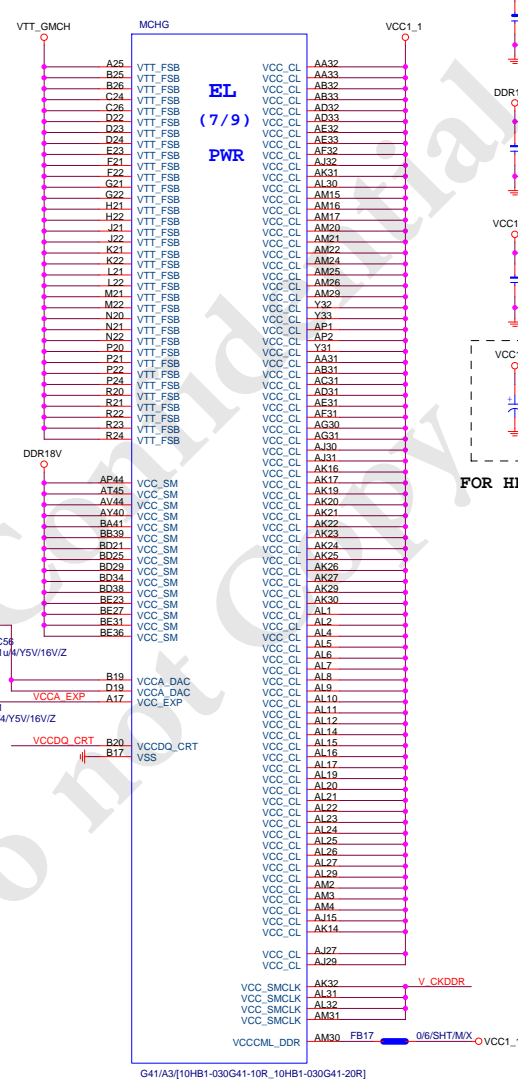 VTT_GMCH MCHG VCC1_1
A25 VTT_FSB VCC_CL AA32
B25 VTT_FSB VCC_CL AA33
B26 VTT_FSB VCC_CL AB32
C24 VTT_FSB VCC_CL AB33
C26 VTT_FSB VCC_CL AD32
D22 VTT_FSB VCC_CL AD33
D23 VTT_FSB VCC_CL AE32
D24 VTT_FSB VCC_CL AE33
E23 VTT_FSB VCC_CL AF32
F21 VTT_FSB VCC_CL AJ32
F22 VTT_FSB VCC_CL AK31
G21 VTT_FSB VCC_CL AL30
G22 VTT_FSB VCC_CL AM15
H21 VTT_FSB VCC_CL AM16
H22 VTT_FSB VCC_CL AM17
J21 VTT_FSB VCC_CL AM20
J22 VTT_FSB VCC_CL AM21
K21 VTT_FSB VCC_CL AM22
K22 VTT_FSB VCC_CL AM24
L21 VTT_FSB VCC_CL AM25
L22 VTT_FSB VCC_CL AM26
M21 VTT_FSB VCC_CL AM29
M22 VTT_FSB VCC_CL Y32
N20 VTT_FSB VCC_CL Y33
N21 VTT_FSB VCC_CL AP1
N22 VTT_FSB VCC_CL AP2
P20 VTT_FSB VCC_CL Y31
P21 VTT_FSB VCC_CL AA31
P22 VTT_FSB VCC_CL AB31
P24 VTT_FSB VCC_CL AC31
R20 VTT_FSB VCC_CL AD31
R21 VTT_FSB VCC_CL AE31
R22 VTT_FSB VCC_CL AF31
R23 VTT_FSB VCC_CL AG30
R24 VTT_FSB VCC_CL AG31
EL
(7/9)
PWR
DDR18V
VCC_CL AJ30
VCC_CL AJ31
VCC_CL AK16
AP44 VCC_SM VCC_CL AK17
AT45 VCC_SM VCC_CL AK19
AV44 VCC_SM VCC_CL AK20
AY40 VCC_SM VCC_CL AK21
BA41 VCC_SM VCC_CL AK22
BB39 VCC_SM VCC_CL AK23
BD21 VCC_SM VCC_CL AK24
BD25 VCC_SM VCC_CL AK25
BD29 VCC_SM VCC_CL AK26
BD34 VCC_SM VCC_CL AK27
BD38 VCC_SM VCC_CL AK29
BE23 VCC_SM VCC_CL AK30
BE27 VCC_SM VCC_CL AL1
BE31 VCC_SM VCC_CL AL2
BE36 VCC_SM VCC_CL AL4
VCC_CL AL5
VCC_CL AL6
VCC_CL AL7
B19 VCCA_DAC VCC_CL AL8
D19 VCCA_DAC VCC_CL AL9
VCCA_EXP A17 VCC_EXP VCC_CL AL10
VCC_CL AL11
VCC_CL AL12
VCC_CL AL14
VCCDQ_CRT B20 VCCDQ_CRT VCC_CL AL15
B17 VSS VCC_CL AL16
VCC_CL AL17
VCC_CL AL19
VCC_CL AL20
VCC_CL AL21
VCC_CL AL22
VCC_CL AL23
VCC_CL AL24
VCC_CL AL25
VCC_CL AL26
VCC_CL AL27
VCC_CL AL29
VCC_CL AM2
VCC_CL AM3
VCC_CL AM4
VCC_CL AJ15
VCC_CL AK14
VCC_CL AJ27
VCC_CL AJ29
VCC_SMCLK AK32 V_CKDDR
VCC_SMCLK AL31
VCC_SMCLK AL32
VCC_SMCLK AM31
VCCCML_DDR AM30 FB17 0/6/SHT/M/X VCC1_1
G41/A3/[10HB1-030G41-10R_10HB1-030G41-20R]
C56
1u/4/Y5V/16V/Z
4/Y5V/16V/Z
DDR1
VCC1
VCC1
FOR HI
Confidential
Do not Copy